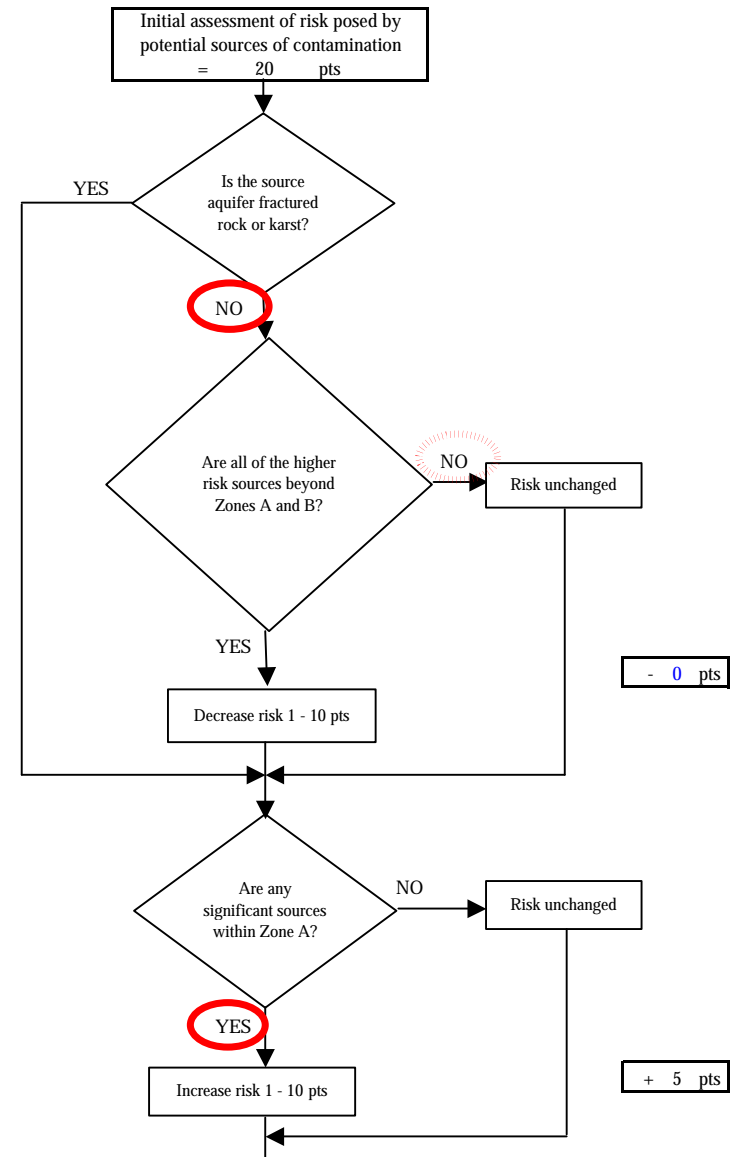 Initial assessment of risk posed by
potential sources of contamination
= 20 pts
YES
Is the source
aquifer fractured
rock or karst?
NO
Are all of the higher
risk sources beyond
Zones A and B?
NO
Risk unchanged
YES
- 0 pts
Decrease risk 1 - 10 pts
Are any
significant sources
within Zone A?
NO
Risk unchanged
YES
+ 5 pts
Increase risk 1 - 10 pts